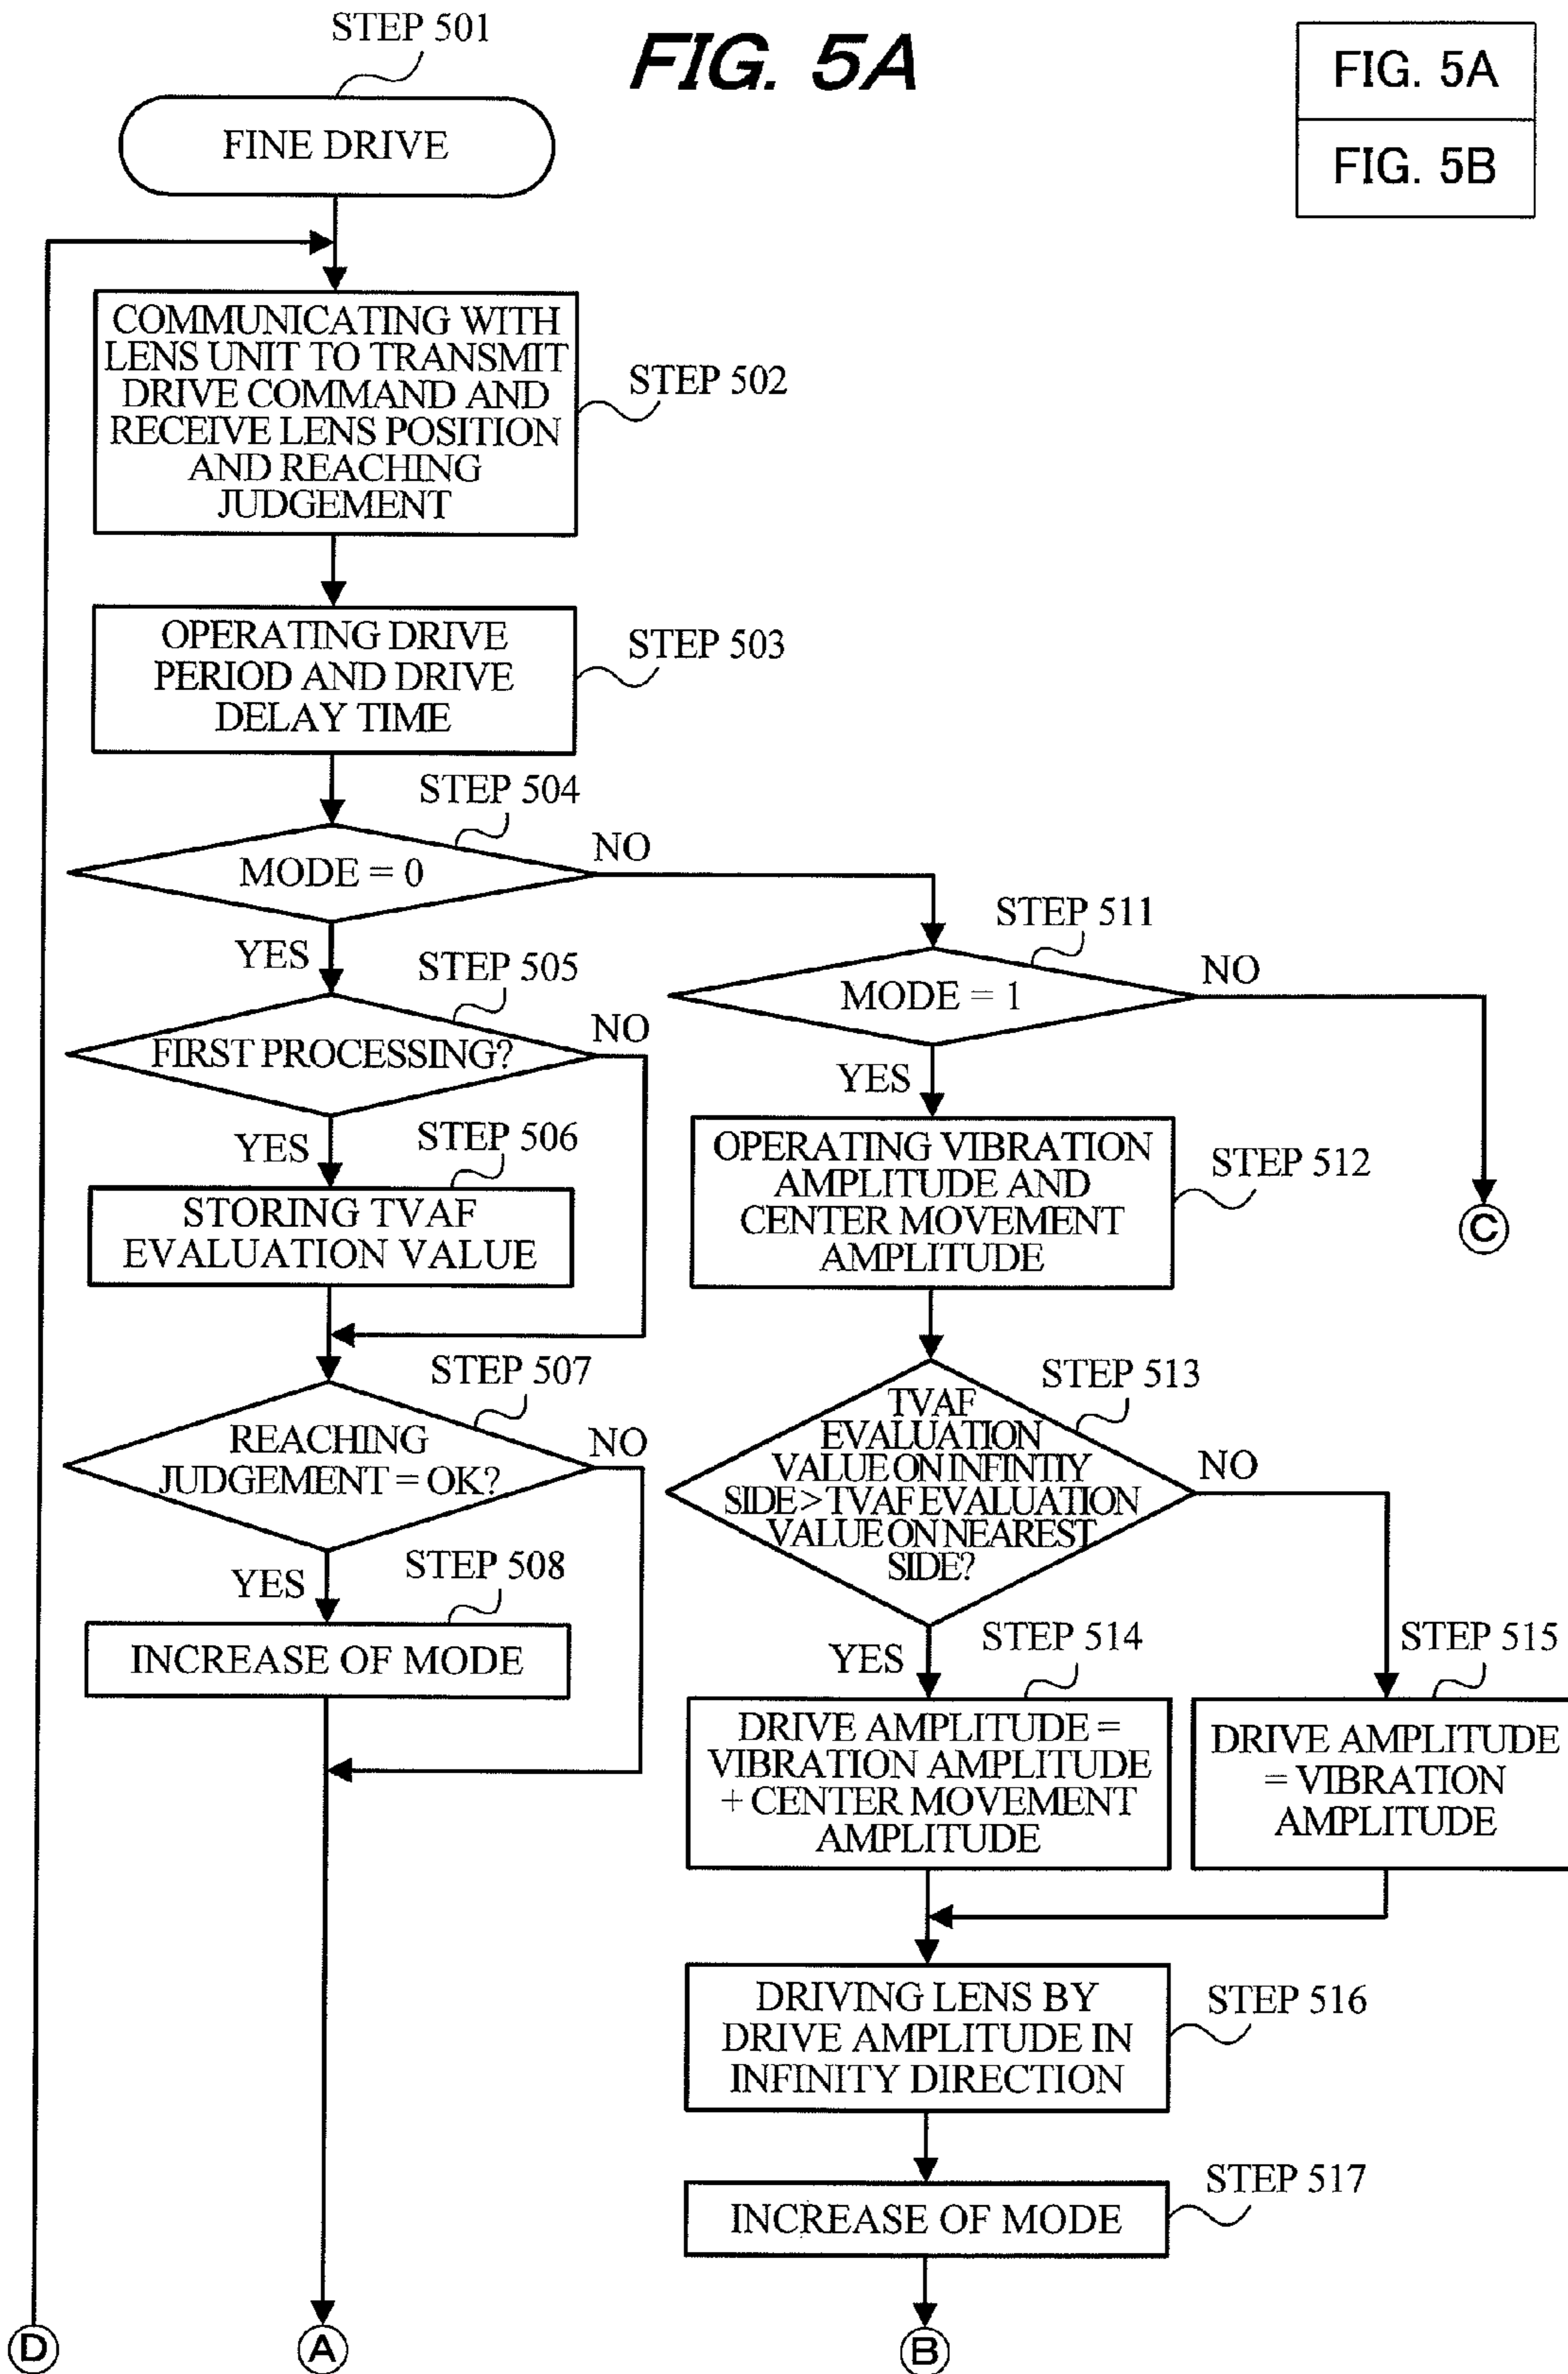 FIG. 5A
FIG. 5A
FIG. 5B
STEP 501
FINE DRIVE
COMMUNICATING WITH
LENS UNIT TO TRANSMIT
DRIVE COMMAND AND
RECEIVE LENS POSITION
AND REACHING
JUDGEMENT
STEP 502
OPERATING DRIVE
PERIOD AND DRIVE
DELAY TIME
STEP 503
STEP 504
MODE = 0
NO
YES
STEP 505
FIRST PROCESSING?
NO
YES
STEP 506
STORING TVAF
EVALUATION VALUE
STEP 507
REACHING
JUDGEMENT = OK?
NO
YES
STEP 508
INCREASE OF MODE
STEP 511
MODE = 1
NO
YES
OPERATING VIBRATION
AMPLITUDE AND
CENTER MOVEMENT
AMPLITUDE
STEP 512
C
STEP 513
TVAF
EVALUATION
VALUE ON INFINTIY
SIDE > TVAF EVALUATION
VALUE ON NEAREST
SIDE?
NO
YES
STEP 514
DRIVE AMPLITUDE =
VIBRATION AMPLITUDE
+ CENTER MOVEMENT
AMPLITUDE
STEP 515
DRIVE AMPLITUDE
= VIBRATION
AMPLITUDE
DRIVING LENS BY
DRIVE AMPLITUDE IN
INFINITY DIRECTION
STEP 516
STEP 517
INCREASE OF MODE
D
A
B